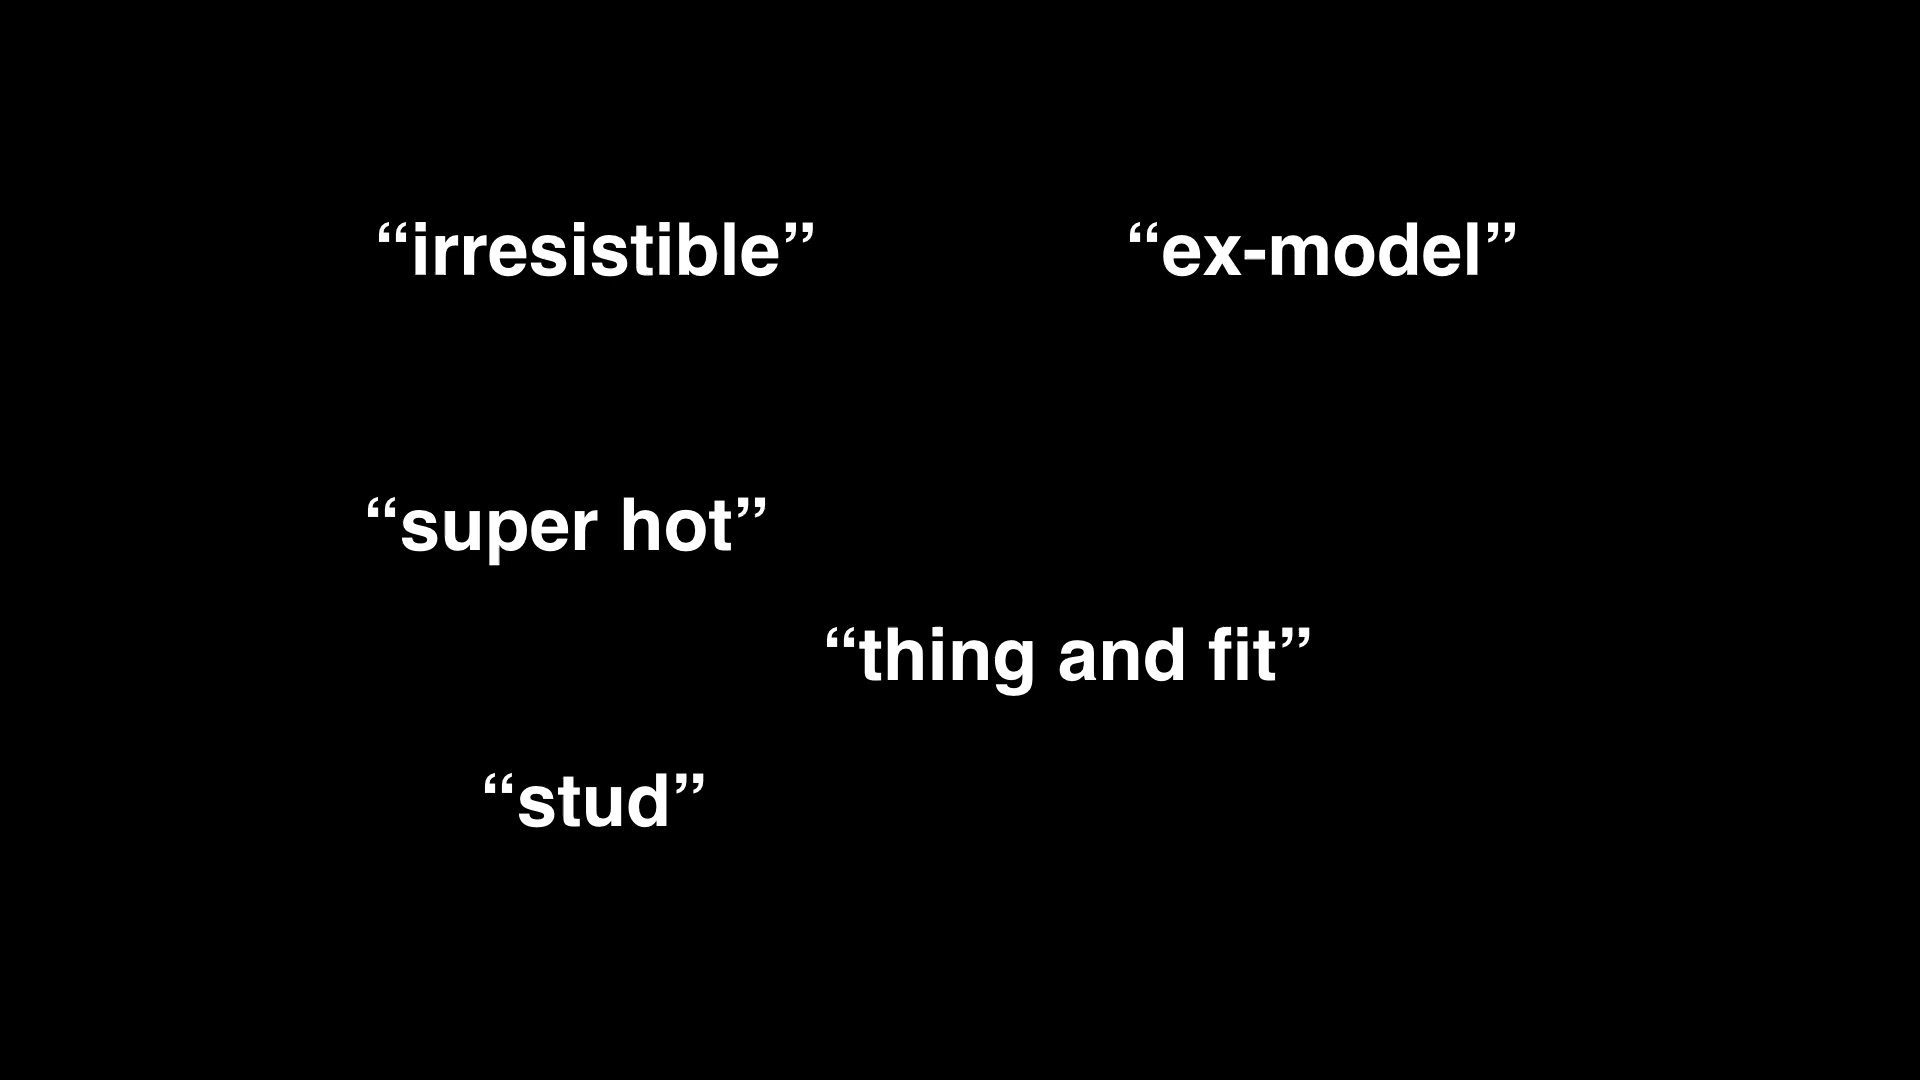 “irresistible”
“ex-model”
“super hot”
“thing and fit”
“stud”